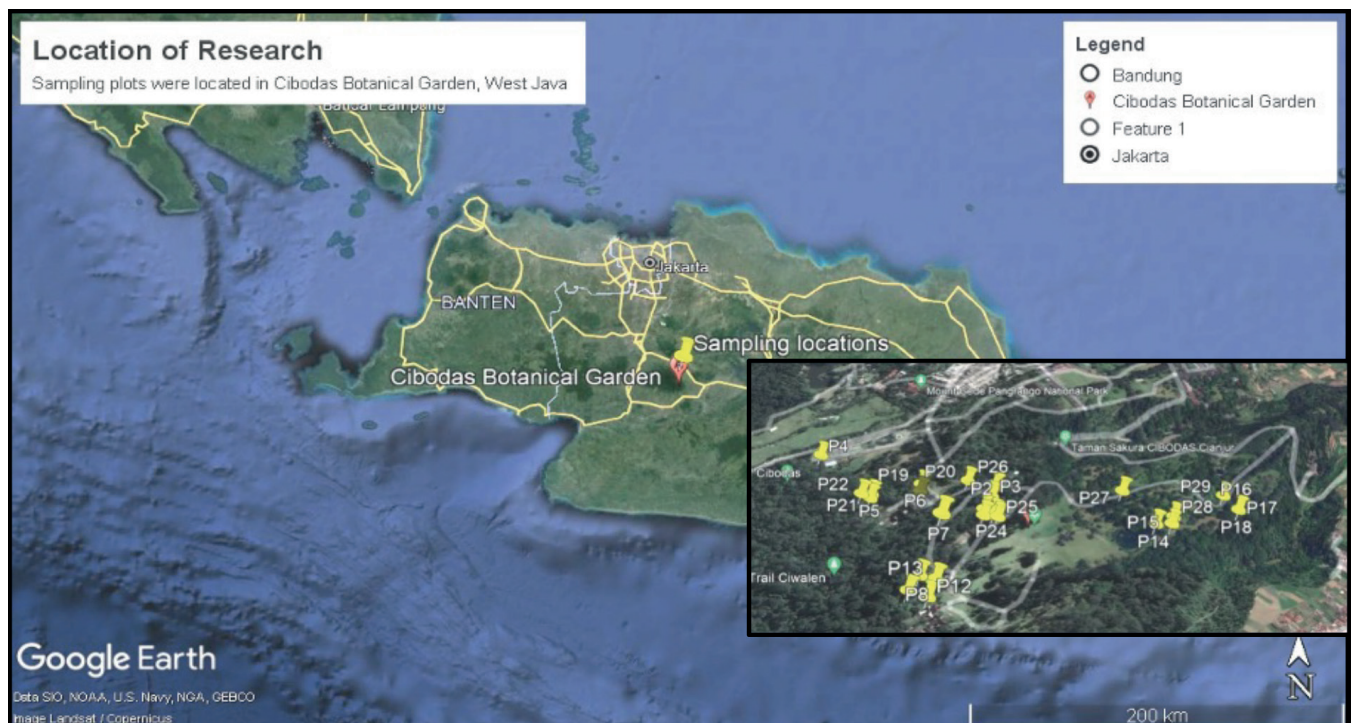 Location of Research
Sampling plots were located in Cibodas Botanical Garden, West Java
Legend
Bandung
Cibodas Botanical Garden
Feature 1
Jakarta
Jakarta
BANTEN
Sampling locations
Cibodas Botanical Garden
P4
Cibodas
P22
P21
P5
P19
P20
P6
P7
P26
P2
P3
P25
P24
Taman Sakura CIBODAS Cianjur
P27
P29
P16
P28
P17
P15
P14
P18
Trail Ciwalen
P13
P8
P12
Google Earth
Data SIO, NOAA, U.S. Navy, NGA, GEBCO
Image Landsat / Copernicus
N
200 km